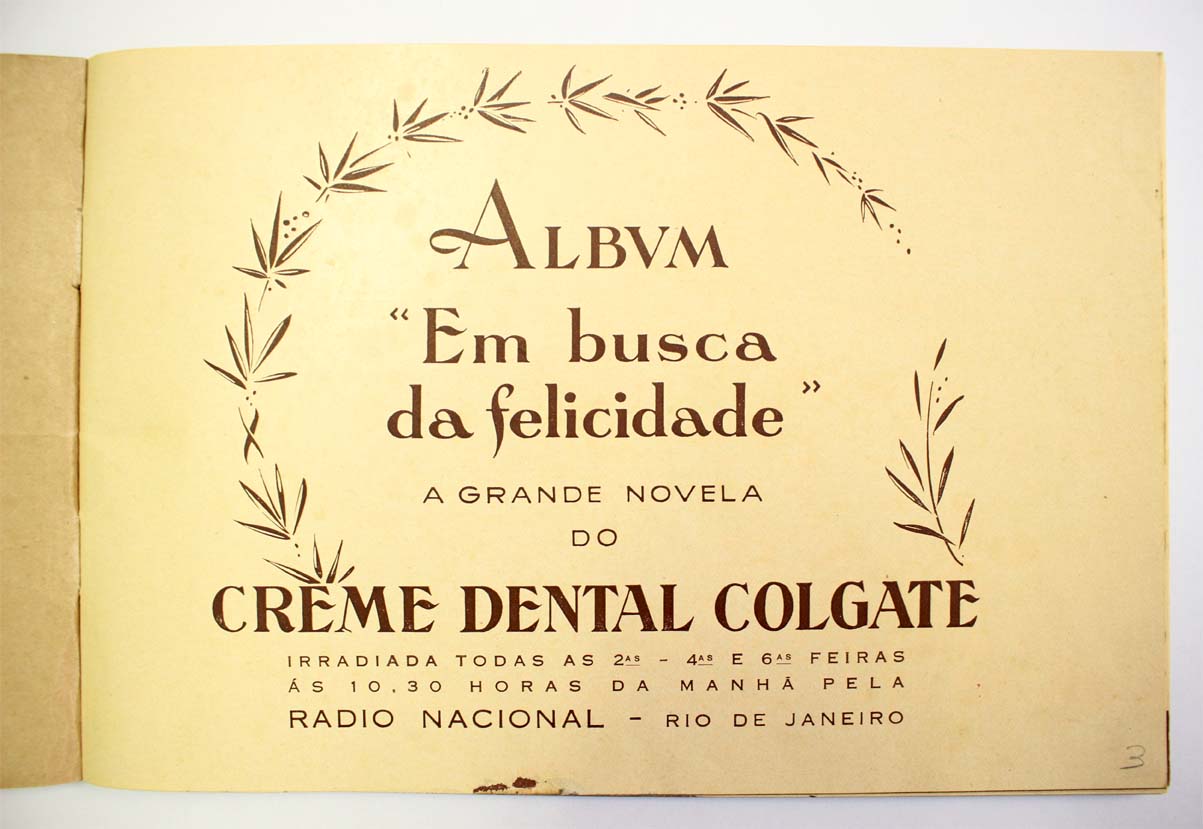 ALBVM
“Em busca
da felicidade”
A GRANDE NOVELA
DO
CREME DENTAL COLGATE
IRRADIADA TODAS AS 2AS - 4AS E 6AS FEIRAS
ÁS 10,30 HORAS DA MANHÃ PELA
RADIO NACIONAL - RIO DE JANEIRO
3